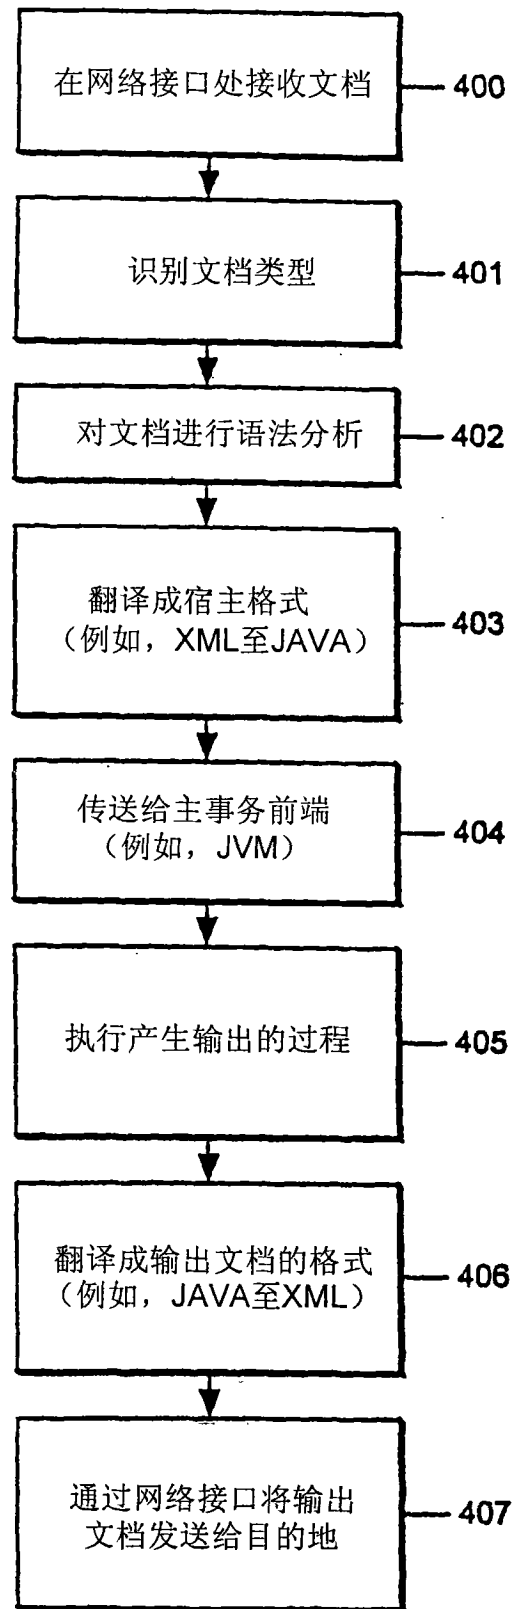 在网络接口处接收文档
400
识别文档类型
401
对文档进行语法分析
402
翻译成宿主格式
（例如，XML至JAVA）
403
传送给主事务前端
（例如，JVM）
404
执行产生输出的过程
405
翻译成输出文档的格式
（例如，JAVA至XML）
406
通过网络接口将输出
文档发送给目的地
407